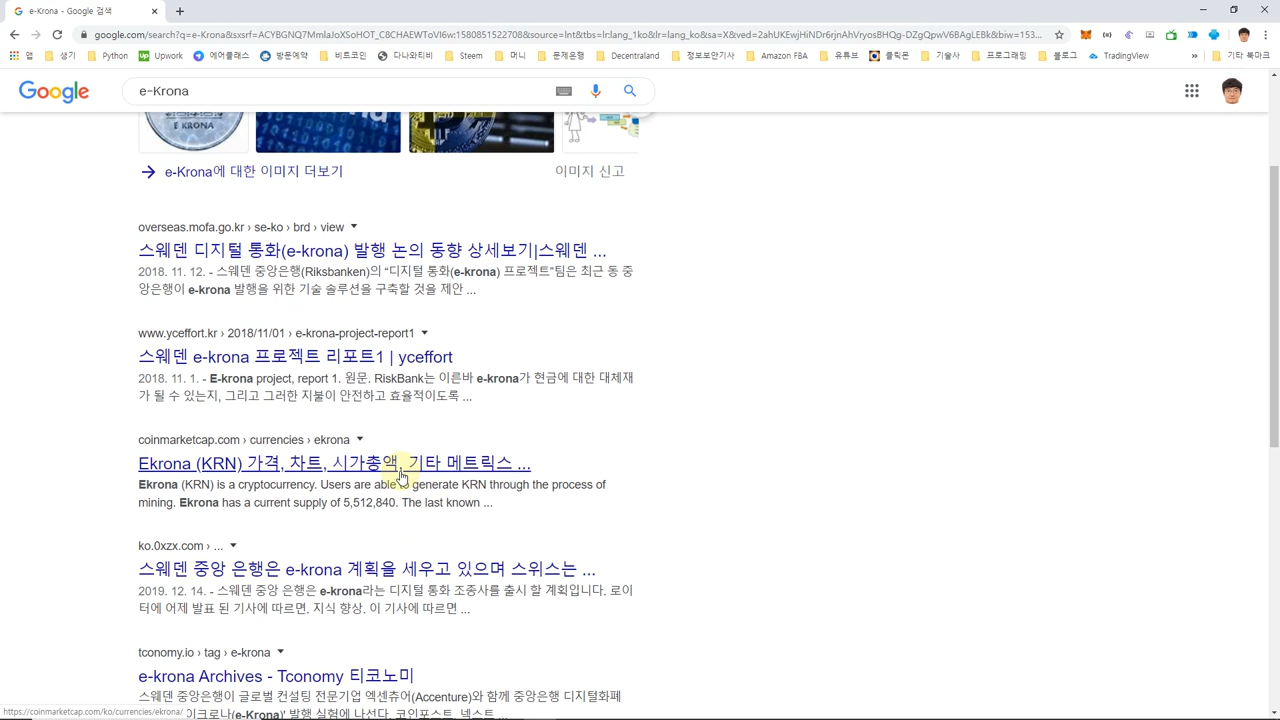 e-Krona - Google 검색
google.com/search?q=e-Krona&sxsrf=ACYBGNQ7MmlaJoXSoHOT_C8CHAEWToVI6w:1580851522708&source=lnt&tbs=lr:lang_1ko&lr=lang_ko&sa=X&ved=2ahUKEwjHiNDr6rjnAhVryosBHQg-DZgQpwV6BAgLEBk&biw=153...
앱 생기 Python Upwork 에어클래스 방문예약 비트코인 다나와비티 Steem 머니 문제은행 Decentraland 정보보안기사 Amazon FBA 유튜브 클릭몬 기술사 프로그래밍 블로그 TradingView » 기타 북마크
Google e-Krona
E KRONA
e-Krona에 대한 이미지 더보기 이미지 신고
overseas.mofa.go.kr › se-ko › brd › view
스웨덴 디지털 통화(e-krona) 발행 논의 동향 상세보기|스웨덴 ...
2018. 11. 12. - 스웨덴 중앙은행(Riksbanken)의 “디지털 통화(e-krona) 프로젝트”팀은 최근 동 중
앙은행이 e-krona 발행을 위한 기술 솔루션을 구축할 것을 제안 ...
www.yceffort.kr › 2018/11/01 › e-krona-project-report1
스웨덴 e-krona 프로젝트 리포트1 | yceffort
2018. 11. 1. - E-krona project, report 1. 원문. RiskBank는 이른바 e-krona가 현금에 대한 대체재
가 될 수 있는지, 그리고 그러한 지불이 안전하고 효율적이도록 ...
coinmarketcap.com › currencies › ekrona
Ekrona (KRN) 가격, 차트, 시가총액, 기타 메트릭스 ...
Ekrona (KRN) is a cryptocurrency. Users are able to generate KRN through the process of
mining. Ekrona has a current supply of 5,512,840. The last known ...
ko.0xzx.com › ...
스웨덴 중앙 은행은 e-krona 계획을 세우고 있으며 스위스는 ...
2019. 12. 14. - 스웨덴 중앙 은행은 e-krona라는 디지털 통화 조종사를 출시 할 계획입니다. 로이
터에 어제 발표 된 기사에 따르면. 지식 향상. 이 기사에 따르면 ...
tconomy.io › tag › e-krona
e-krona Archives - Tconomy 티코노미
스웨덴 중앙은행이 글로벌 컨설팅 전문기업 엑센츄어(Accenture)와 함께 중앙은행 디지털화폐
이크로나(e-Krona) 발행 실험에 나선다. 코인포스트, 넥스트 ...
https://coinmarketcap.com/ko/currencies/ekrona/